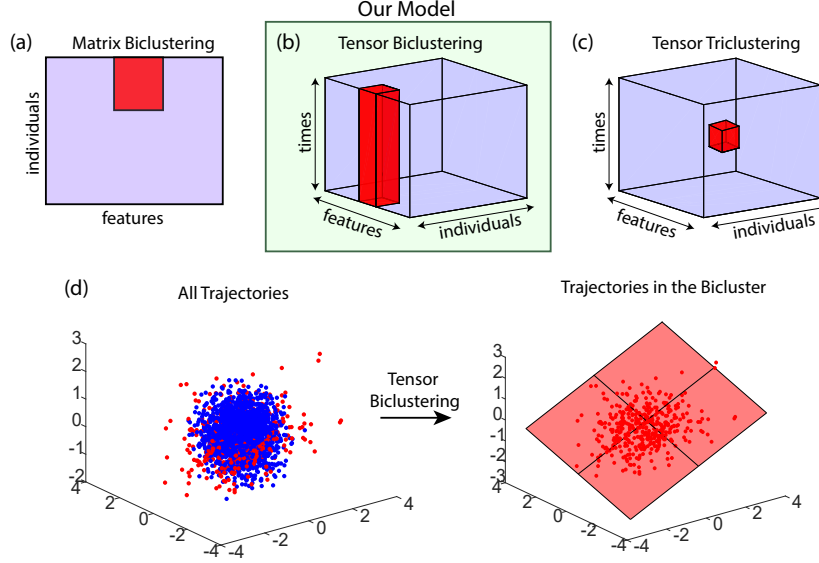 Our Model
(a)
Matrix Biclustering
individuals
features
(b)
Tensor Biclustering
times
features
individuals
(c)
Tensor Triclustering
times
features
individuals
(d)
All Trajectories
3
2
1
0
-1
-2
4
2
0
-2
-4
-4
-2
0
2
4
Tensor
Biclustering
Trajectories in the Bicluster
3
2
1
0
-1
-2
-3
4
2
0
-2
-4
-4
-2
0
2
4